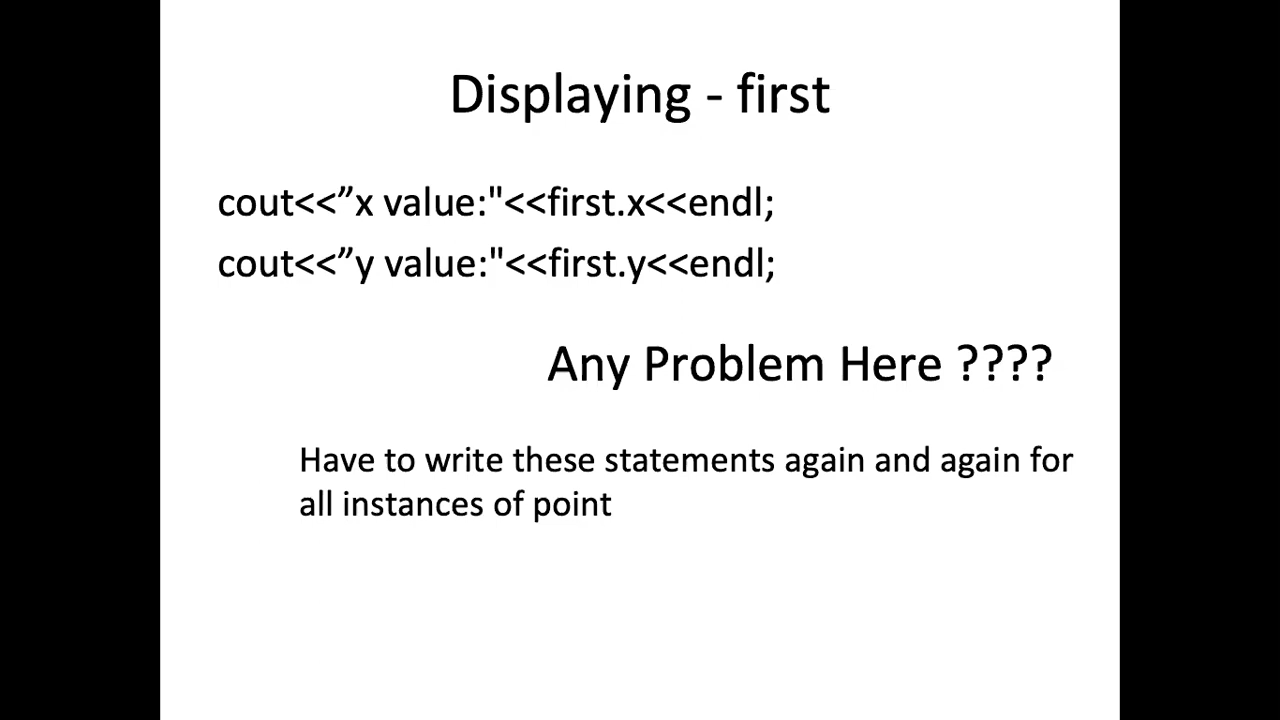 Displaying - first
cout<<”x value:"<<first.x<<endl;
cout<<”y value:"<<first.y<<endl;
Any Problem Here ????
Have to write these statements again and again for
all instances of point